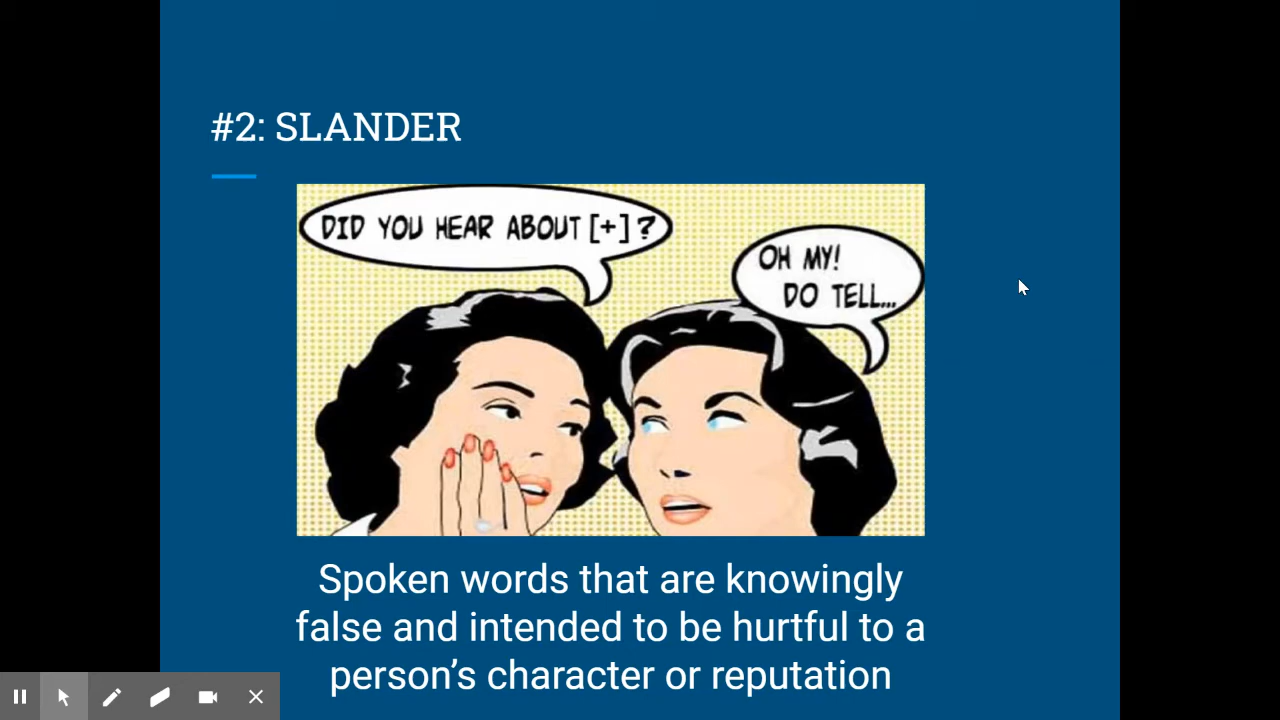 #2: SLANDER
DID YOU HEAR ABOUT [+]?
OH MY!
DO TELL...
Spoken words that are knowingly
false and intended to be hurtful to a
person's character or reputation